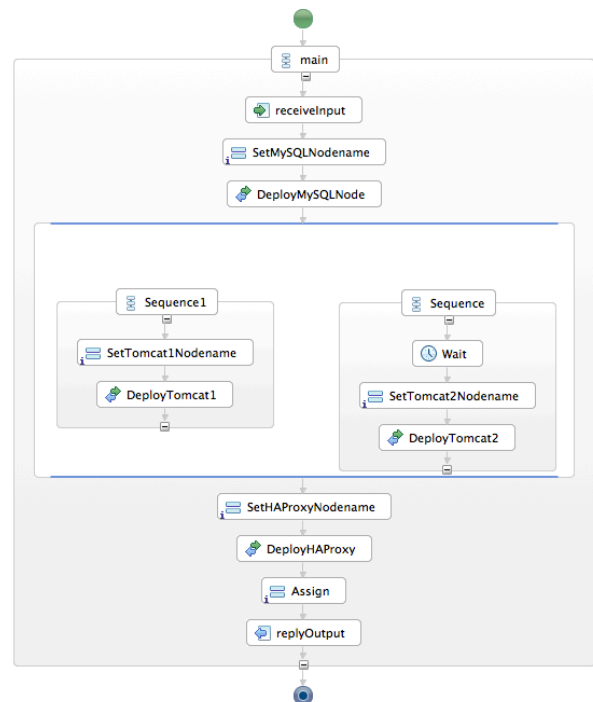 main
receiveInput
SetMySQLNodename
DeployMySQLNode
Sequence1
SetTomcat1Nodename
DeployTomcat1
Sequence
Wait
SetTomcat2Nodename
DeployTomcat2
SetHAProxyNodename
DeployHAProxy
Assign
replyOutput